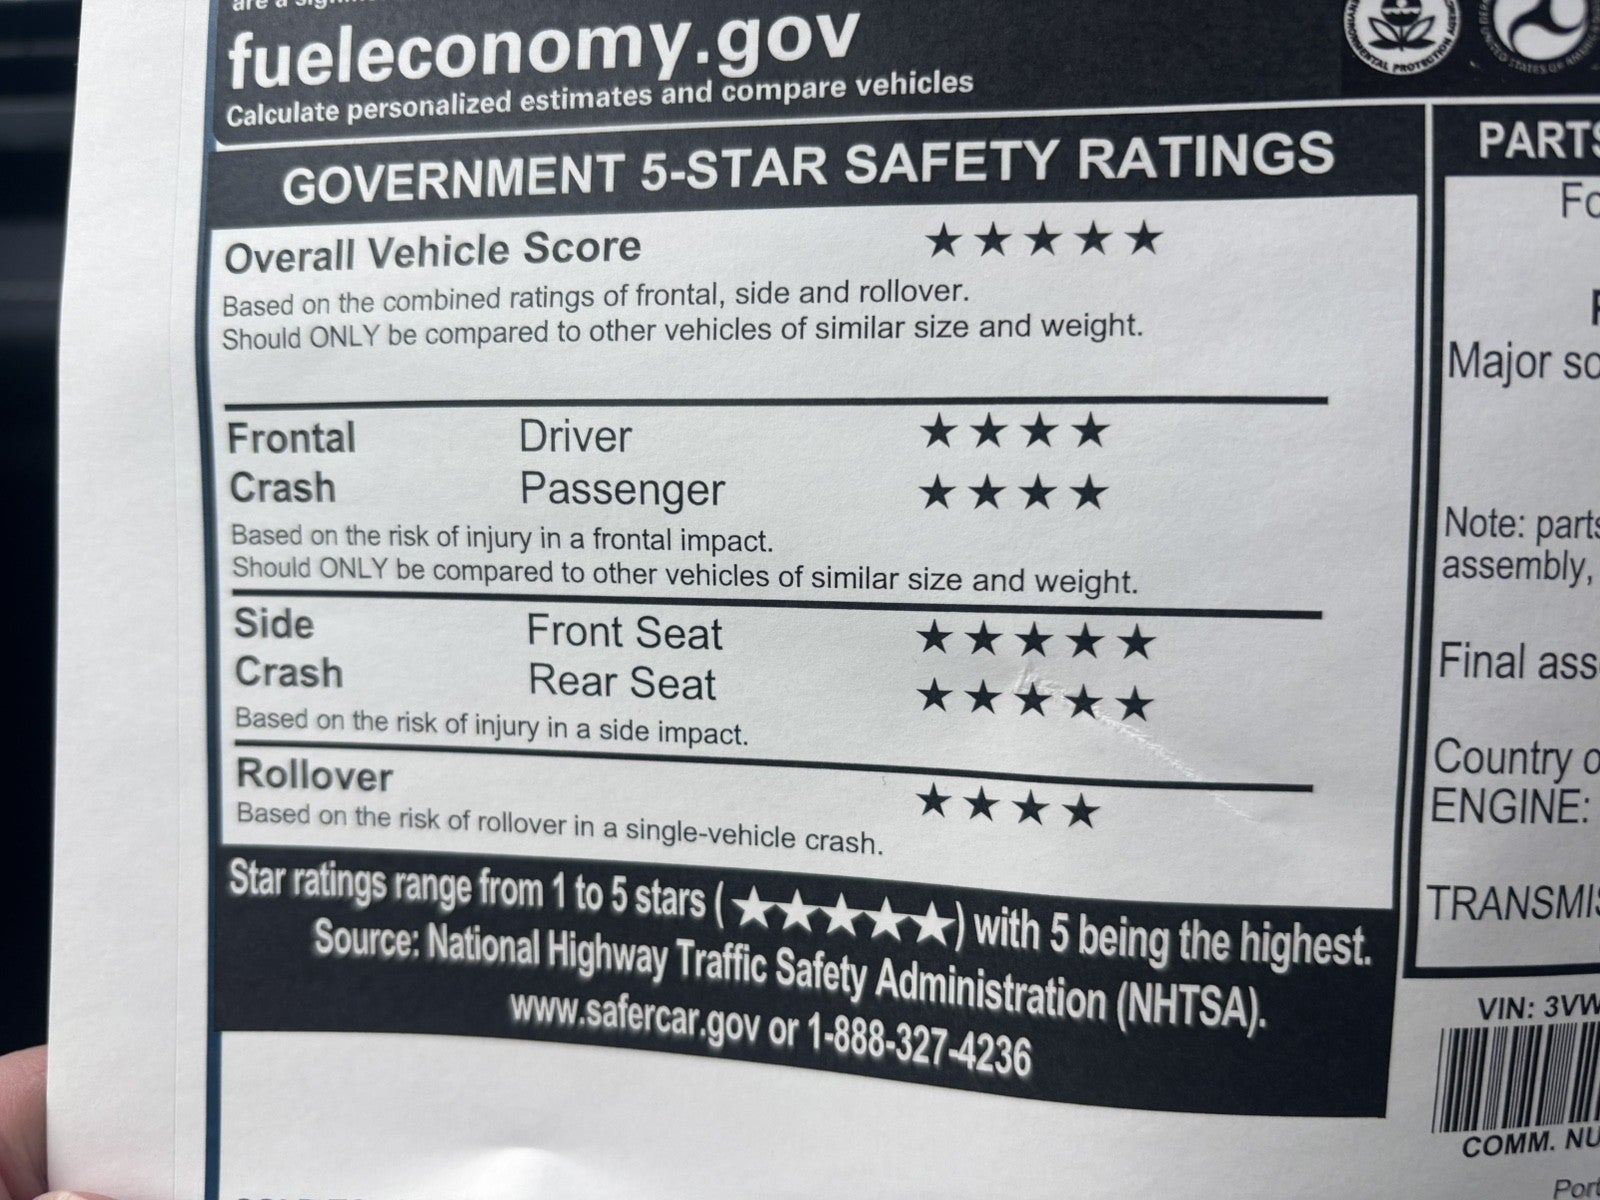 fueleconomy.gov
Calculate personalized estimates and compare vehicles
GOVERNMENT 5-STAR SAFETY RATINGS
Overall Vehicle Score ★★★★★
Based on the combined ratings of frontal, side and rollover.
Should ONLY be compared to other vehicles of similar size and weight.
Frontal Driver ★★★★
Crash Passenger ★★★★
Based on the risk of injury in a frontal impact.
Should ONLY be compared to other vehicles of similar size and weight.
Side Front Seat ★★★★★
Crash Rear Seat ★★★★★
Based on the risk of injury in a side impact.
Rollover ★★★★
Based on the risk of rollover in a single-vehicle crash.
Star ratings range from 1 to 5 stars (★★★★★) with 5 being the highest.
Source: National Highway Traffic Safety Administration (NHTSA).
www.safercar.gov or 1-888-327-4236
PARTS
Major
Note: parts
assembly,
Final
Country
ENGINE:
VIN: 3VW
COMM.